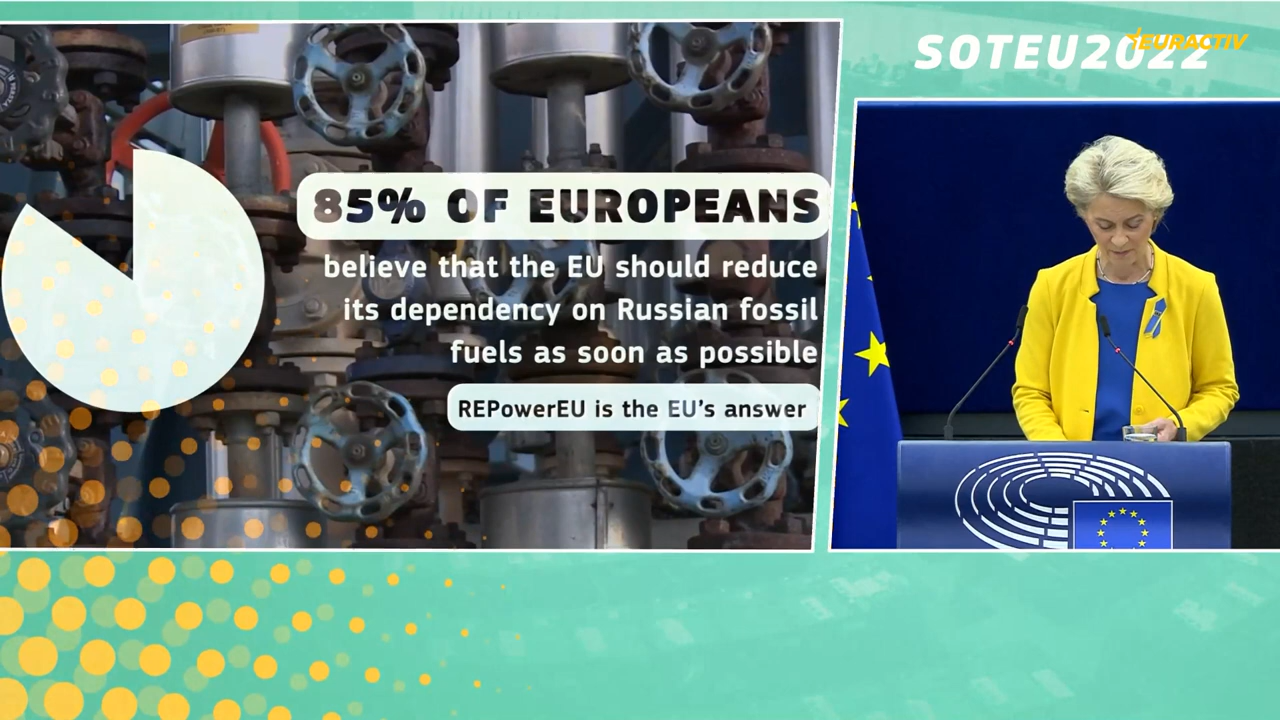 SOTEU2022
EURACTIV
85% OF EUROPEANS
believe that the EU should reduce
its dependency on Russian fossil
fuels as soon as possible
REPowerEU is the EU's answer